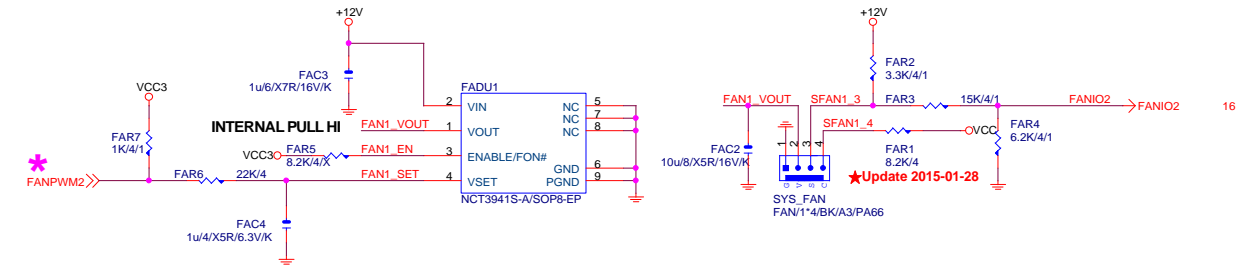 +12V
FAC3
1u/6/X7R/16V/K
VCC3
FAR7
1K/4/1
INTERNAL PULL HI
FAN1_VOUT
VCC3
FAR5
8.2K/4/X
FAN1_EN
*
FANPWM2
FAR6
22K/4
FAN1_SET
FAC4
1u/4/X5R/6.3V/K
FADU1
2 VIN NC 5
NC 7
1 VOUT NC 8
3 ENABLE/FON#
GND 6
4 VSET PGND 9
NCT3941S-A/SOP8-EP
+12V
FAR2
3.3K/4/1
FAN1_VOUT
SFAN1_3
FAR3
15K/4/1
FANIO2
FANIO2
16
SFAN1_4
VCC
FAR4
6.2K/4/1
FAR1
8.2K/4
FAC2
10u/8/X5R/16V/K
1 2 3 4
G V S C
★Update 2015-01-28
SYS_FAN
FAN/1*4/BK/A3/PA66